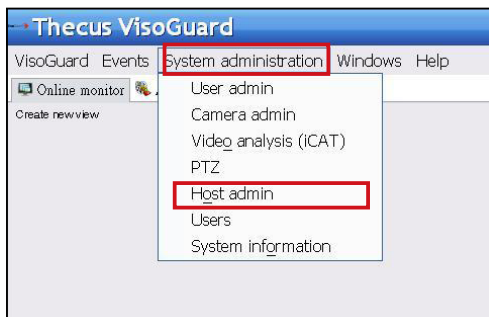 Thecus VisoGuard
VisoGuard Events System administration Windows Help
Online monitor
Create new view
User admin
Camera admin
Video analysis (iCAT)
PTZ
Host admin
Users
System information